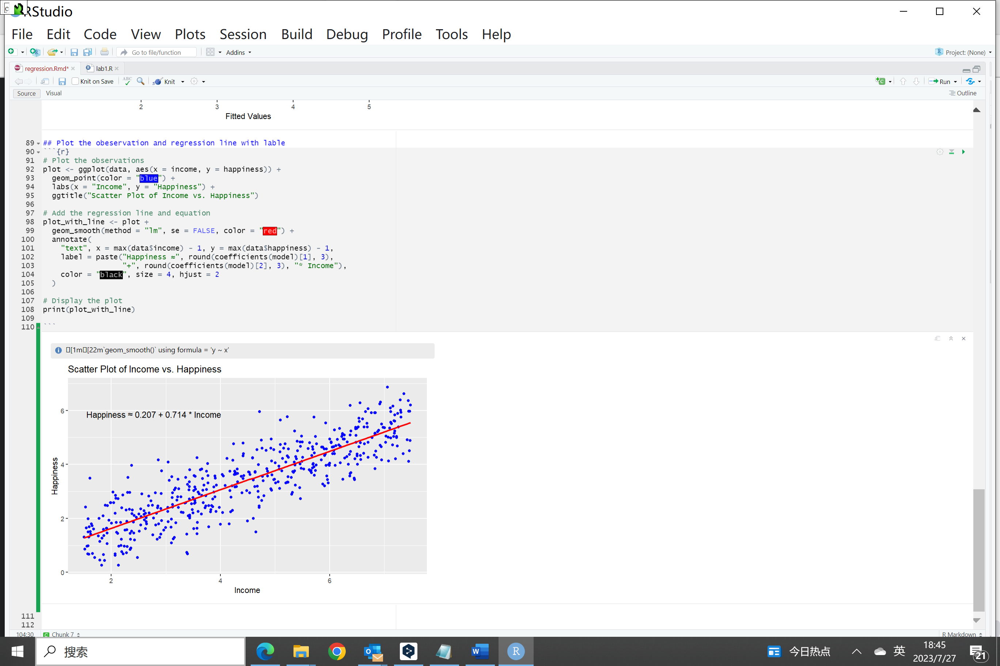 c
RStudio
File Edit Code View Plots Session Build Debug Profile Tools Help
Go to file/function Addins Project: (None)
regression.Rmd* lab1.R
Knit on Save ABC Knit Run
Source Visual Outline
2 3 4 5
Fitted Values
89 ## Plot the obeservation and regression line with lable
90 ```{r}
91 # Plot the observations
92 plot <- ggplot(data, aes(x = income, y = happiness)) +
93 geom_point(color = "blue") +
94 labs(x = "Income", y = "Happiness") +
95 ggtitle("Scatter Plot of Income vs. Happiness")
96
97 # Add the regression line and equation
98 plot_with_line <- plot +
99 geom_smooth(method = "lm", se = FALSE, color = "red") +
100 annotate(
101 "text", x = max(data$income) - 1, y = max(data$happiness) - 1,
102 label = paste("Happiness ≈", round(coefficients(model)[1], 3),
103 "+", round(coefficients(model)[2], 3), "* Income"),
104 color = "black", size = 4, hjust = 2
105 )
106
107 # Display the plot
108 print(plot_with_line)
109
110 ```
▯[1m▯[22m`geom_smooth()` using formula = 'y ~ x'
Scatter Plot of Income vs. Happiness
Happiness ≈ 0.207 + 0.714 * Income
6
4
2
0
Happiness
2 4 6
Income
111
112
104:30 Chunk 7 R Markdown
搜索 今日热点 英 18:45
2023/7/27 21